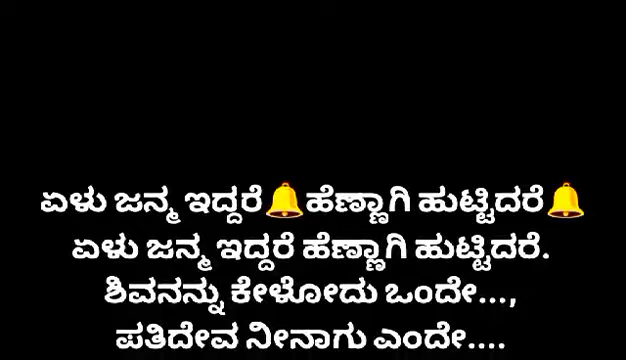 ಏಳು ಜನ್ಮ ಇದ್ದರೆ🔔ಹೆಣ್ಣಾಗಿ ಹುಟ್ಟಿದರೆ🔔
ಏಳು ಜನ್ಮ ಇದ್ದರೆ ಹೆಣ್ಣಾಗಿ ಹುಟ್ಟಿದರೆ.
ಶಿವನನ್ನು ಕೇಳೋದು ಒಂದೇ...,
ಪತಿದೇವ ನೀನಾಗು ಎಂದೇ....